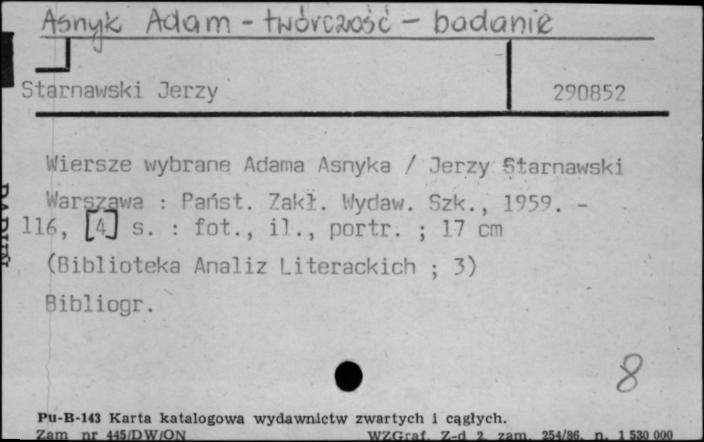 Asnyk Adam - twórczość - badanie
Starnawski Jerzy 290852
Wiersze wybrane Adama Asnyka / Jerzy Starnawski
Warszawa : Państ. Zakł. Wydaw. Szk., 1959. -
116, [4] s. : fot., il., portr. ; 17 cm
(Biblioteka Analiz Literackich ; 3)
Bibliogr.
8
Pu-B-143 Karta katalogowa wydawnictw zwartych i ciągłych.
Zam nr 445/DW/ON WZGraf. Z-d 2. zam. 254/86. n. 1 530 000